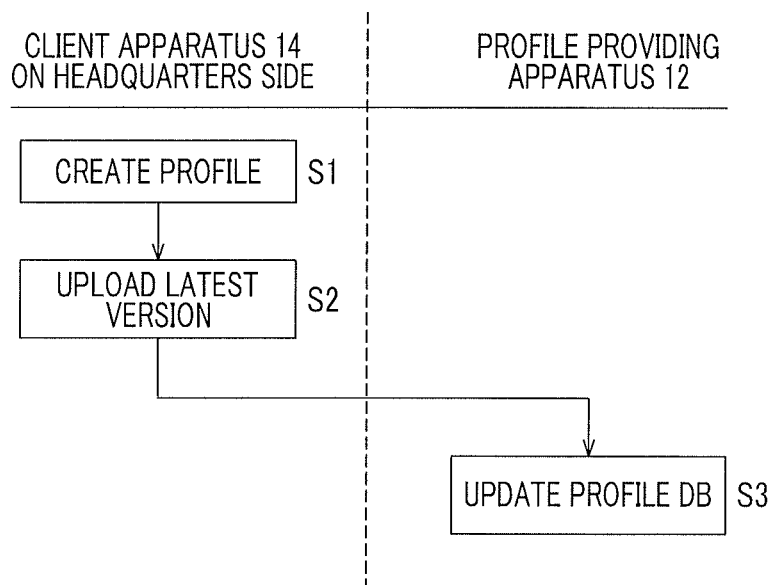 CLIENT APPARATUS 14
ON HEADQUARTERS SIDE
PROFILE PROVIDING
APPARATUS 12
CREATE PROFILE
S1
UPLOAD LATEST
VERSION
S2
UPDATE PROFILE DB
S3